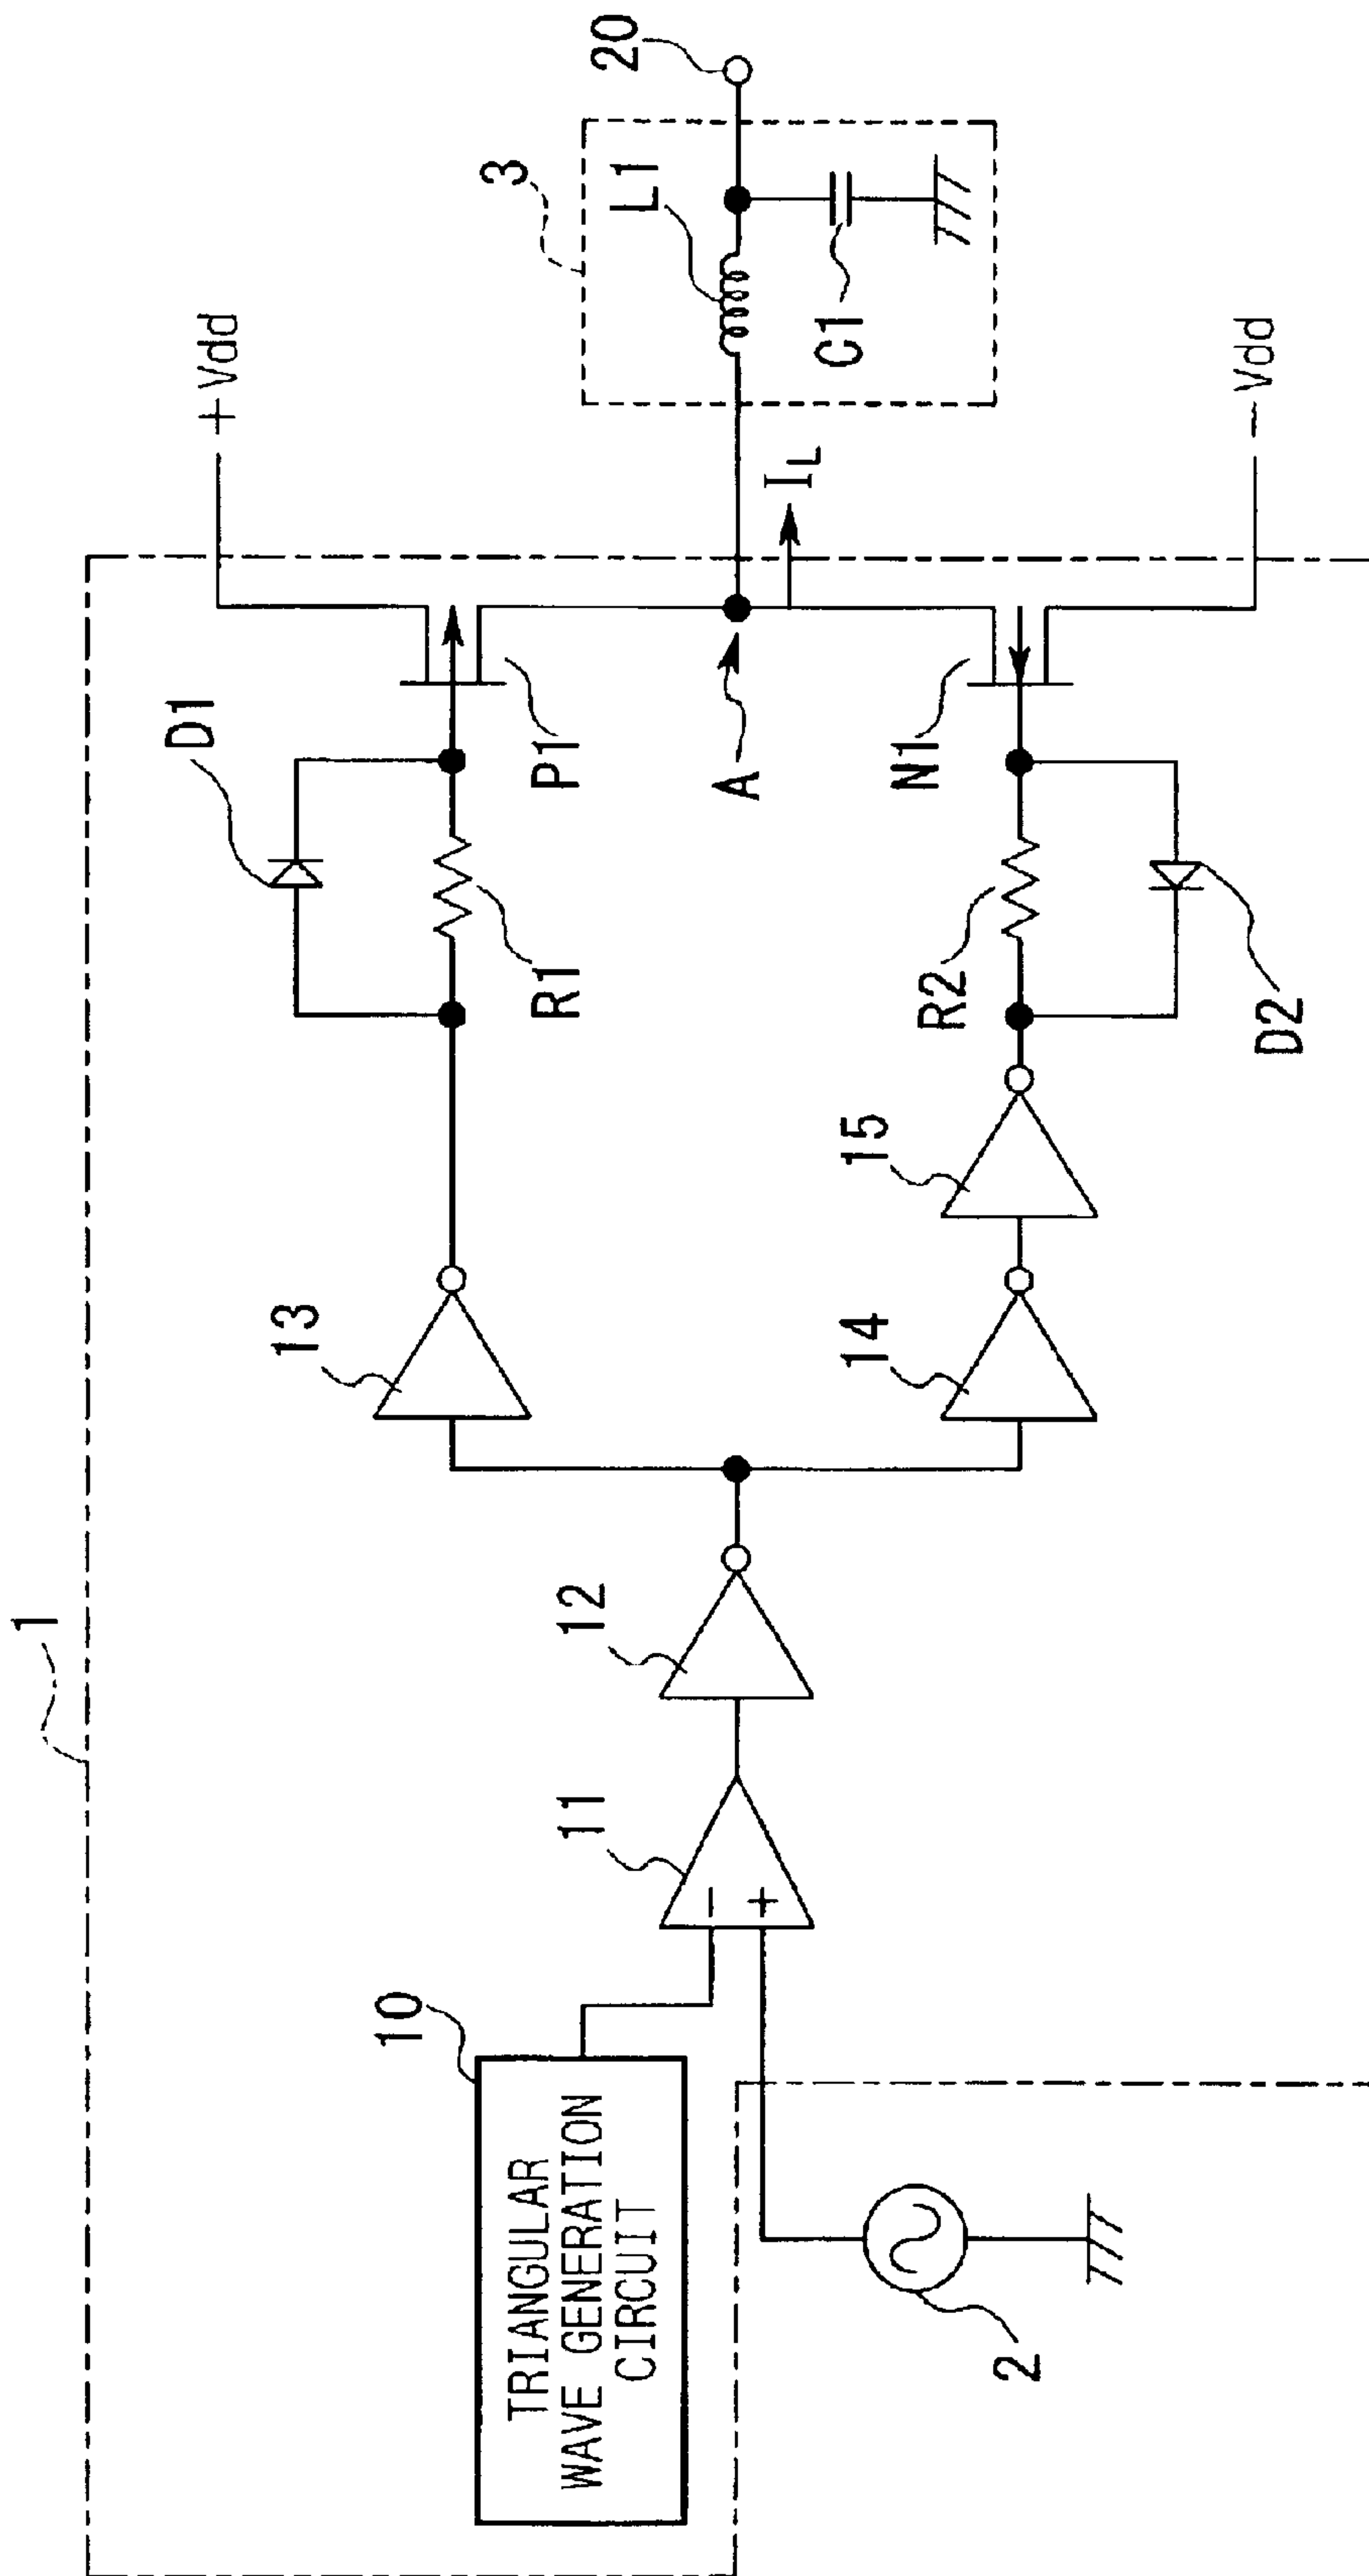 1
10
TRIANGULAR
WAVE GENERATION
CIRCUIT
2
11
−
+
12
13
14
15
D1
R1
P1
R2
D2
N1
A
+Vdd
−Vdd
IL
3
L1
C1
20